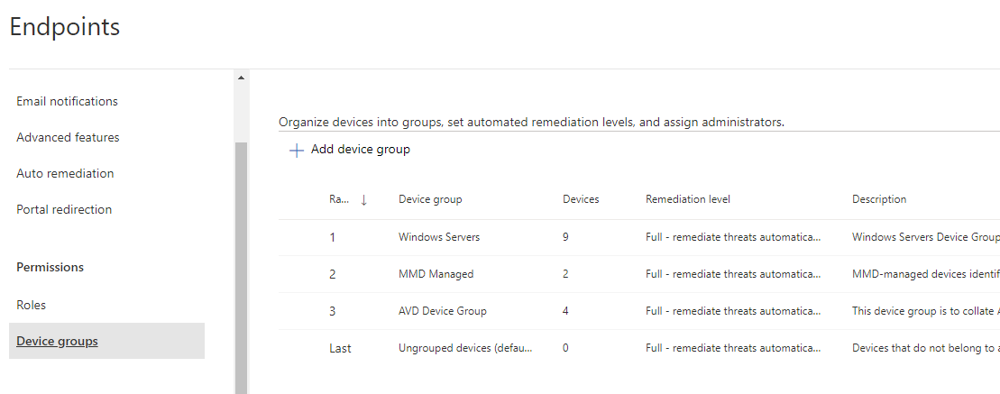 Endpoints
Email notifications
Advanced features
Auto remediation
Portal redirection
Permissions
Roles
Device groups
Organize devices into groups, set automated remediation levels, and assign administrators.
Add device group
Ra... ↓ Device group Devices Remediation level Description
1 Windows Servers 9 Full - remediate threats automatica... Windows Servers Device Group
2 MMD Managed 2 Full - remediate threats automatica... MMD-managed devices identif
3 AVD Device Group 4 Full - remediate threats automatica... This device group is to collate A
Last Ungrouped devices (defau... 0 Full - remediate threats automatica... Devices that do not belong to a